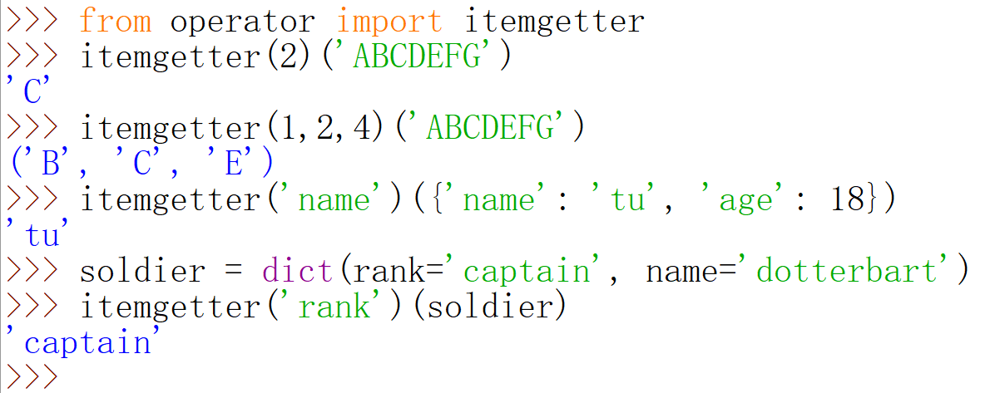 >>> from operator import itemgetter
>>> itemgetter(2)('ABCDEFG')
'C'
>>> itemgetter(1,2,4)('ABCDEFG')
('B', 'C', 'E')
>>> itemgetter('name')({'name': 'tu', 'age': 18})
'tu'
>>> soldier = dict(rank='captain', name='dotterbart')
>>> itemgetter('rank')(soldier)
'captain'
>>>